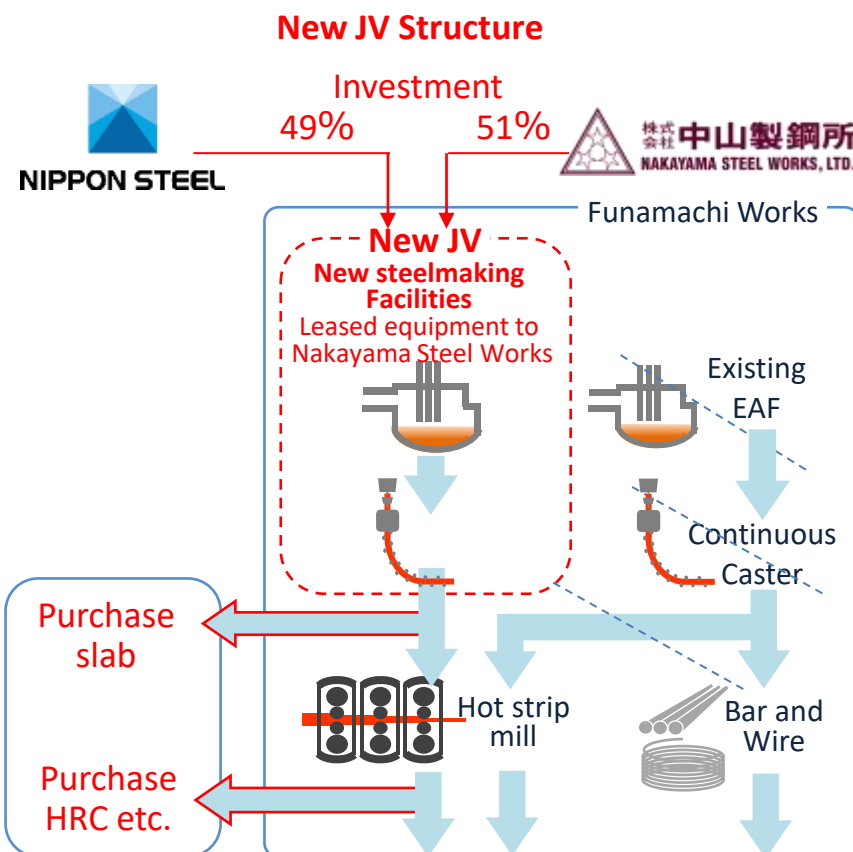 New JV Structure
Investment
49%
51%
NIPPON STEEL
株式会社 中山製鋼所
NAKAYAMA STEEL WORKS, LTD.
Funamachi Works
New JV
New steelmaking
Facilities
Leased equipment to
Nakayama Steel Works
Existing
EAF
Continuous
Caster
Purchase
slab
Hot strip
mill
Bar and
Wire
Purchase
HRC etc.